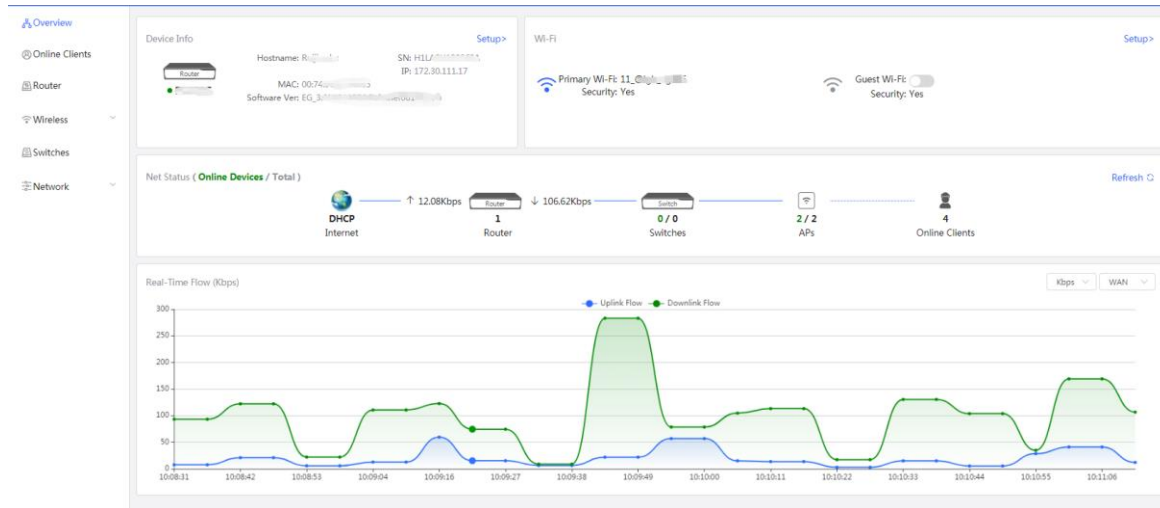 Overview
Online Clients
Router
Wireless
Switches
Network
Device Info
Setup>
Router
Hostname:
SN:
IP: 172.30.111.17
MAC: 00:74
Software Ver: EG_3
Wi-Fi
Setup>
Primary Wi-Fi: 11_
Security: Yes
Guest Wi-Fi:
Security: Yes
Net Status ( Online Devices / Total )
Refresh
↑ 12.08Kbps
Router
↓ 106.62Kbps
Switch
DHCP
1
0 / 0
2 / 2
4
Internet
Router
Switches
APs
Online Clients
Real-Time Flow (Kbps)
Kbps
WAN
Uplink Flow
Downlink Flow
300
250
200
150
100
50
0
10:08:31 10:08:42 10:08:53 10:09:04 10:09:16 10:09:27 10:09:38 10:09:49 10:10:00 10:10:11 10:10:22 10:10:33 10:10:44 10:10:55 10:11:06